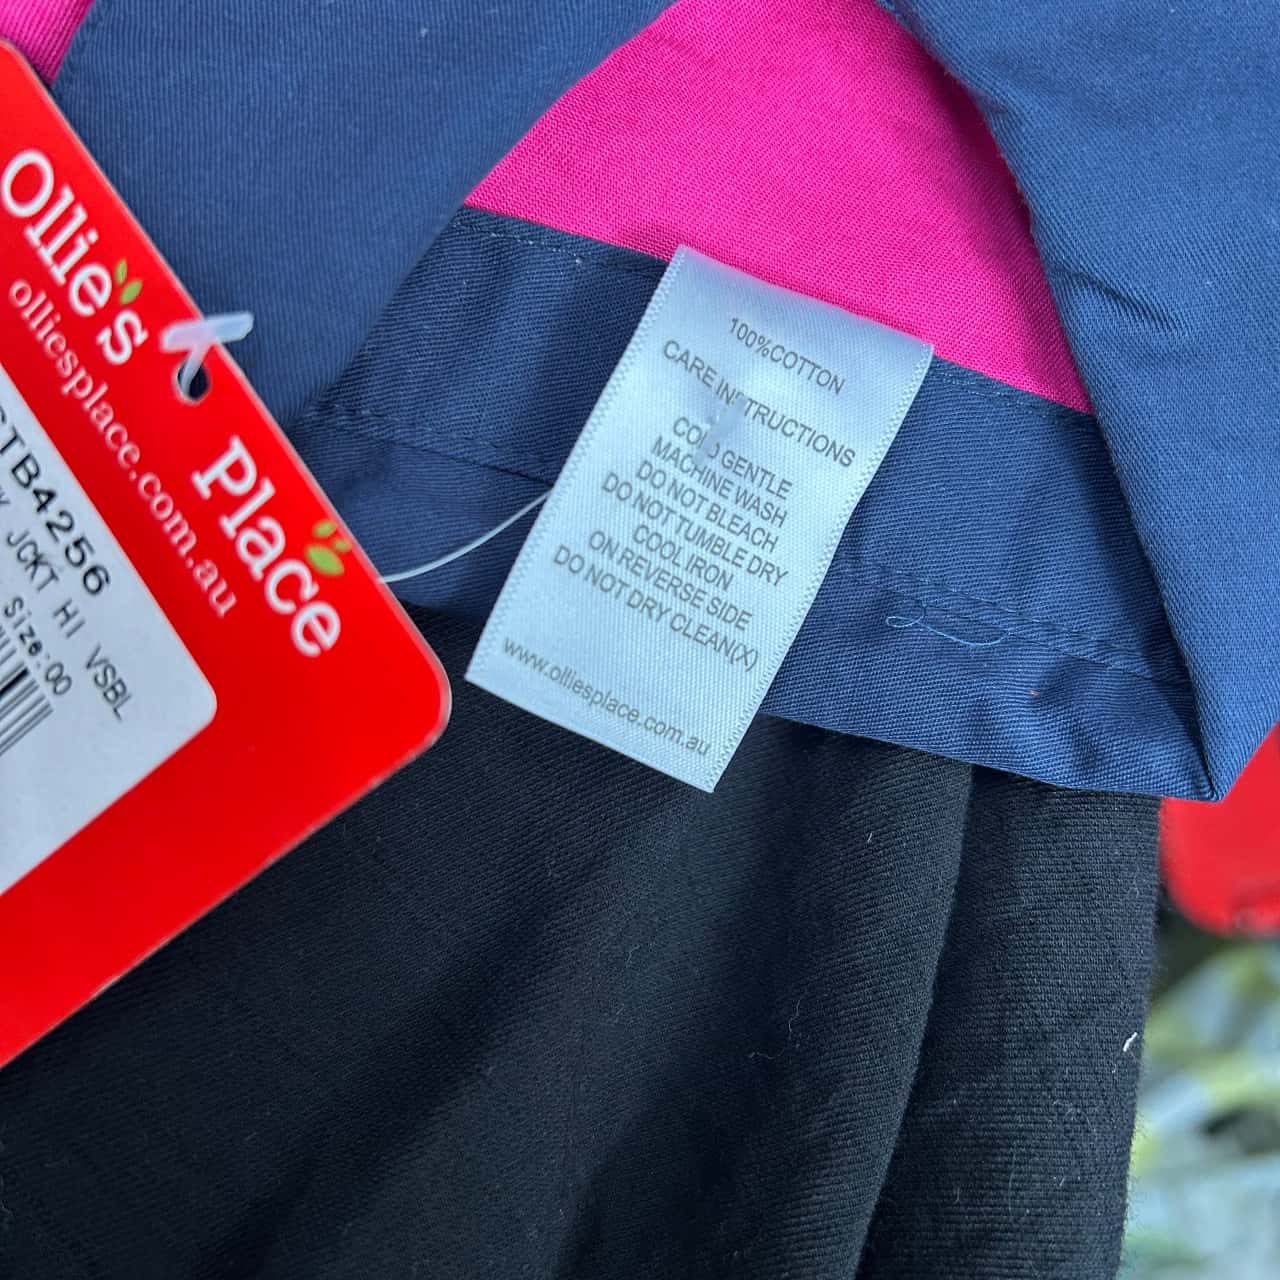 Ollie's Place
olliesplace.com.au
CTB4256
JCKT HI VSBL
Size:00
100%COTTON
CARE INSTRUCTIONS
COLD GENTLE
MACHINE WASH
DO NOT BLEACH
DO NOT TUMBLE DRY
COOL IRON
ON REVERSE SIDE
DO NOT DRY CLEAN(X)
www.olliesplace.com.au